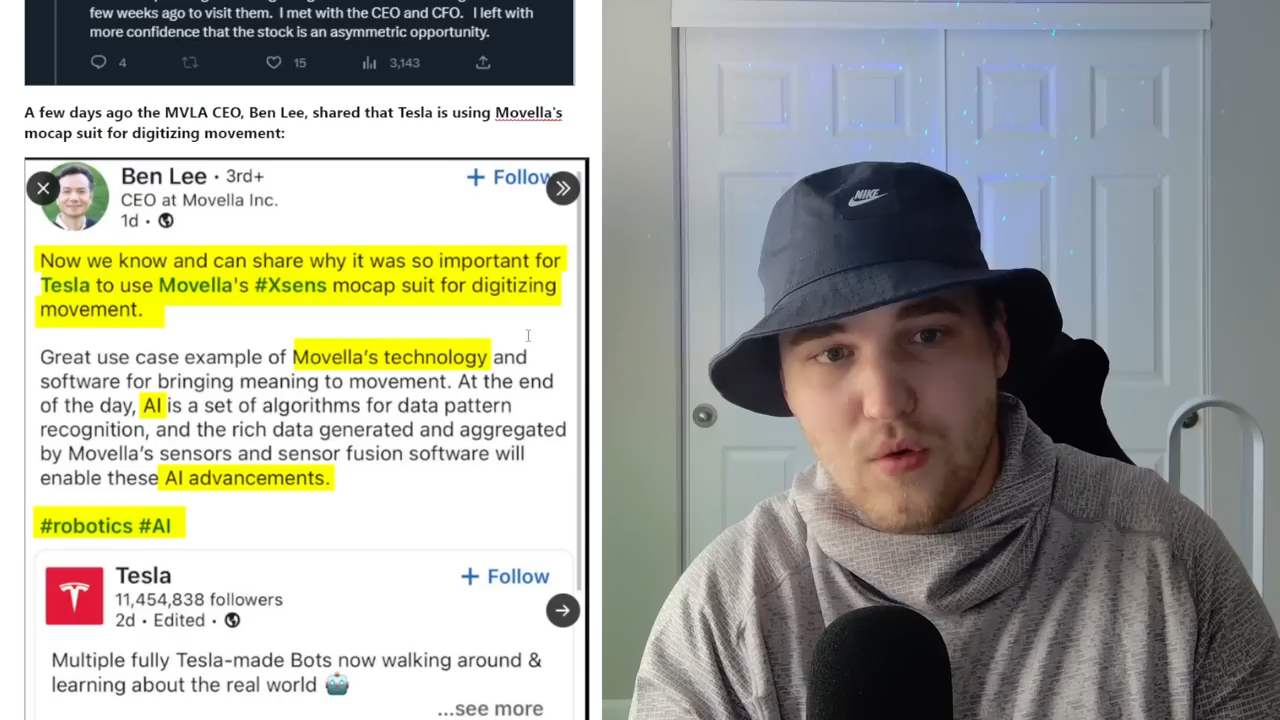 few weeks ago to visit them. I met with the CEO and CFO. I left with
more confidence that the stock is an asymmetric opportunity.
4
15
3,143
A few days ago the MVLA CEO, Ben Lee, shared that Tesla is using Movella's
mocap suit for digitizing movement:
Ben Lee • 3rd+
+ Follow
CEO at Movella Inc.
1d •
Now we know and can share why it was so important for
Tesla to use Movella's #Xsens mocap suit for digitizing
movement.
Great use case example of Movella's technology and
software for bringing meaning to movement. At the end
of the day, AI is a set of algorithms for data pattern
recognition, and the rich data generated and aggregated
by Movella's sensors and sensor fusion software will
enable these AI advancements.
#robotics #AI
Tesla
+ Follow
11,454,838 followers
2d • Edited •
Multiple fully Tesla-made Bots now walking around &
learning about the real world 🤖
...see more
NIKE